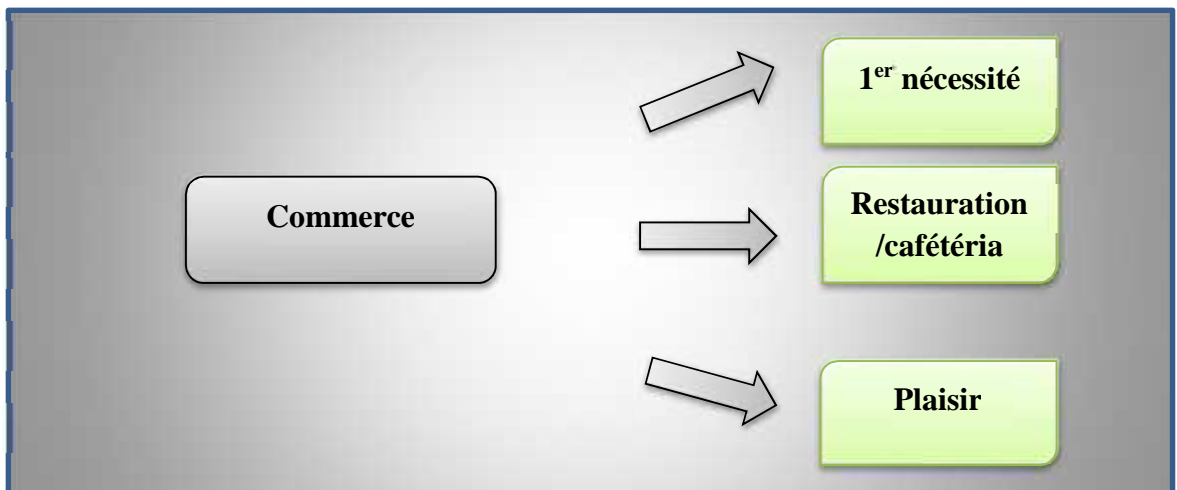 1er nécessité
Commerce
Restauration
/cafétéria
Plaisir